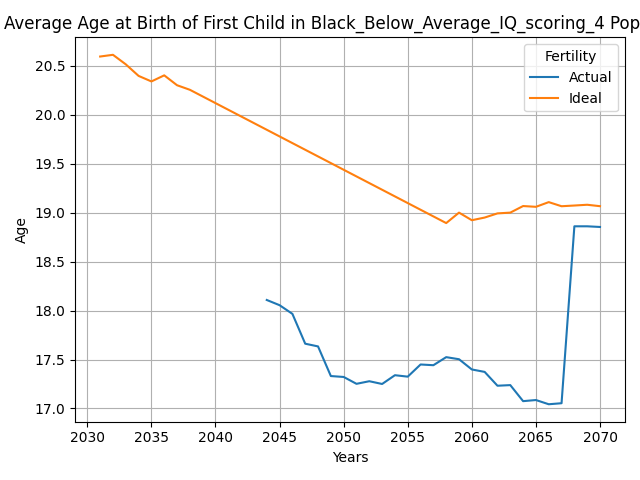 Average Age at Birth of First Child in Black_Below_Average_IQ_scoring_4 Pop
Fertility
Actual
Ideal
Age
20.5
20.0
19.5
19.0
18.5
18.0
17.5
17.0
2030 2035 2040 2045 2050 2055 2060 2065 2070
Years